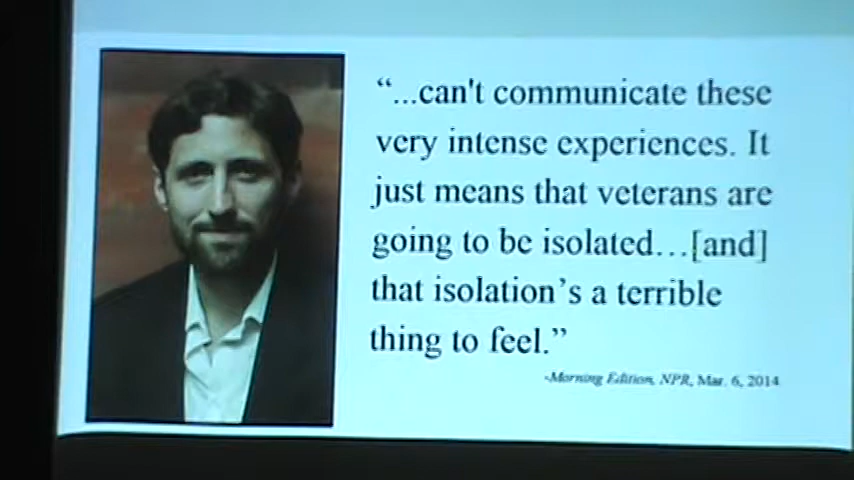 “...can't communicate these
very intense experiences. It
just means that veterans are
going to be isolated…[and]
that isolation’s a terrible
thing to feel.”
-Morning Edition, NPR, Mar. 6, 2014